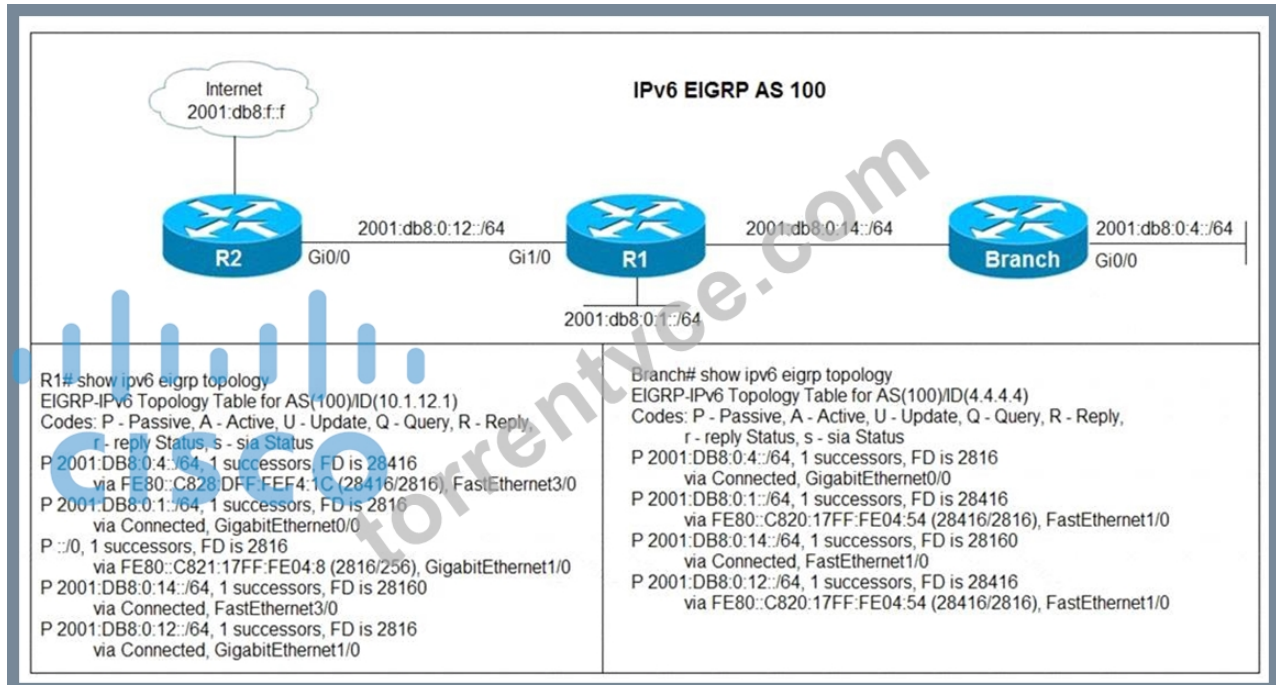 Internet
2001:db8:f::f
IPv6 EIGRP AS 100
2001:db8:0:12::/64
2001:db8:0:14::/64
2001:db8:0:4::/64
R2
Gi0/0
Gi1/0
R1
Branch
Gi0/0
2001:db8:0:1::/64
R1# show ipv6 eigrp topology
EIGRP-IPv6 Topology Table for AS(100)/ID(10.1.12.1)
Codes: P - Passive, A - Active, U - Update, Q - Query, R - Reply,
r - reply Status, s - sia Status
P 2001:DB8:0:4::/64, 1 successors, FD is 28416
via FE80::C828:DFF:FEF4:1C (28416/2816), FastEthernet3/0
P 2001:DB8:0:1::/64, 1 successors, FD is 2816
via Connected, GigabitEthernet0/0
P ::/0, 1 successors, FD is 2816
via FE80::C821:17FF:FE04:8 (2816/256), GigabitEthernet1/0
P 2001:DB8:0:14::/64, 1 successors, FD is 28160
via Connected, FastEthernet3/0
P 2001:DB8:0:12::/64, 1 successors, FD is 2816
via Connected, GigabitEthernet1/0
Branch# show ipv6 eigrp topology
EIGRP-IPv6 Topology Table for AS(100)/ID(4.4.4.4)
Codes: P - Passive, A - Active, U - Update, Q - Query, R - Reply,
r - reply Status, s - sia Status
P 2001:DB8:0:4::/64, 1 successors, FD is 2816
via Connected, GigabitEthernet0/0
P 2001:DB8:0:1::/64, 1 successors, FD is 28416
via FE80::C820:17FF:FE04:54 (28416/2816), FastEthernet1/0
P 2001:DB8:0:14::/64, 1 successors, FD is 28160
via Connected, FastEthernet1/0
P 2001:DB8:0:12::/64, 1 successors, FD is 28416
via FE80::C820:17FF:FE04:54 (28416/2816), FastEthernet1/0
CISCO
torrentvce.com